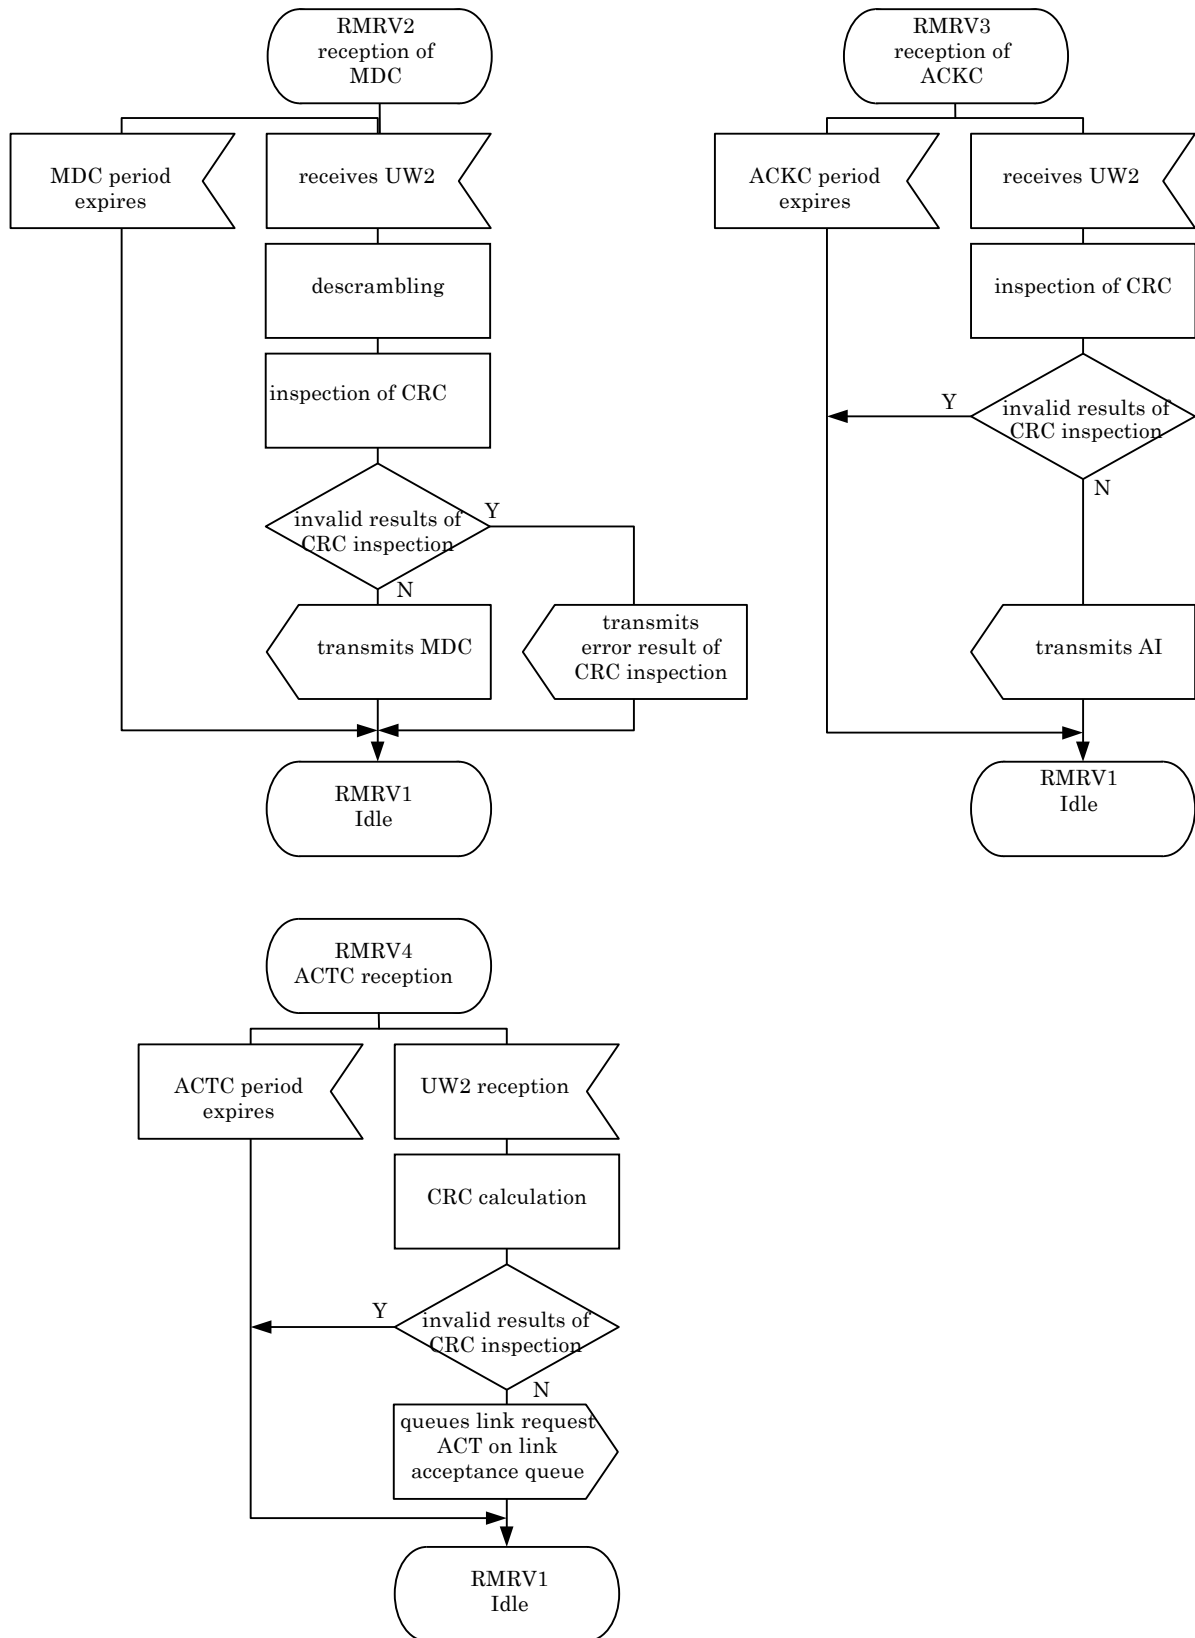 RMRV2
reception of
MDC
MDC period
expires
receives UW2
descrambling
inspection of CRC
invalid results of
CRC inspection
Y
N
transmits MDC
transmits
error result of
CRC inspection
RMRV1
Idle
RMRV3
reception of
ACKC
ACKC period
expires
receives UW2
inspection of CRC
invalid results of
CRC inspection
Y
N
transmits AI
RMRV1
Idle
RMRV4
ACTC reception
ACTC period
expires
UW2 reception
CRC calculation
invalid results of
CRC inspection
Y
N
queues link request
ACT on link
acceptance queue
RMRV1
Idle